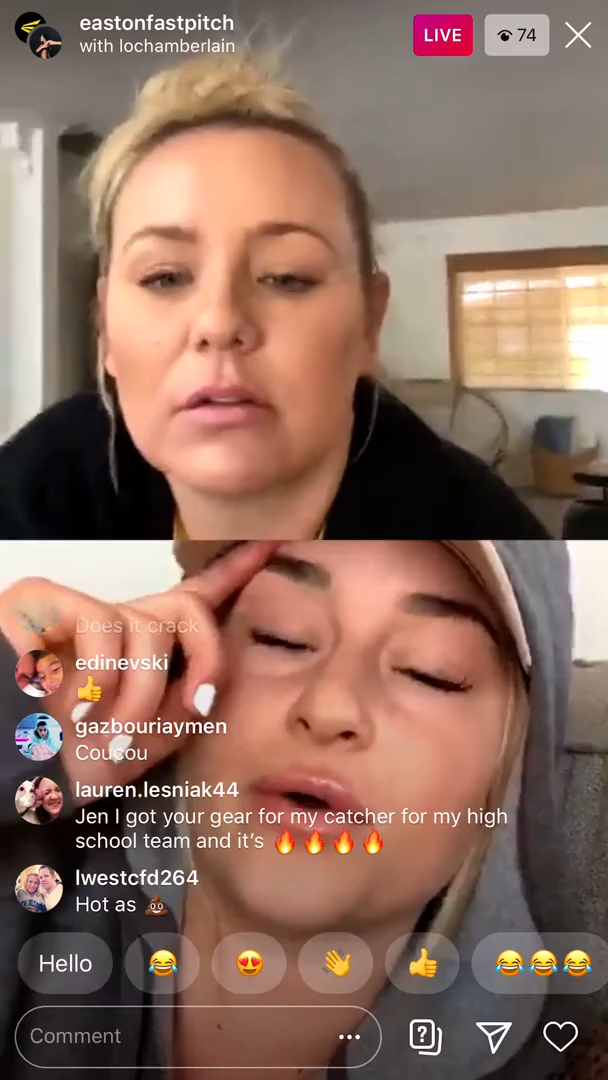 eastonfastpitch
with lochamberlain
LIVE
74
Does it crack
edinevski
👍
gazbouriaymen
Coucou
lauren.lesniak44
Jen I got your gear for my catcher for my high
school team and it's 🔥🔥🔥🔥
lwestcfd264
Hot as 💩
Hello 😂 😍 👋 👍 😂😂😂
Comment